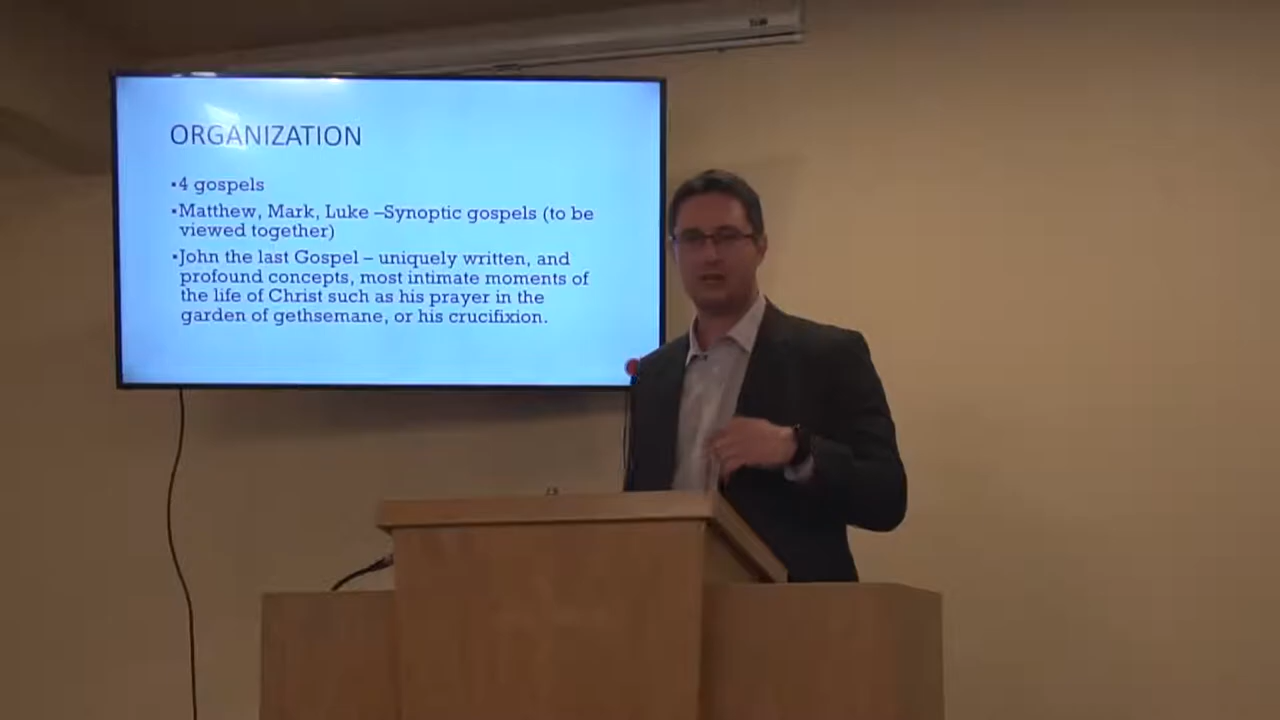 ORGANIZATION
▪4 gospels
▪Matthew, Mark, Luke –Synoptic gospels (to be
viewed together)
▪John the last Gospel – uniquely written, and
profound concepts, most intimate moments of
the life of Christ such as his prayer in the
garden of gethsemane, or his crucifixion.